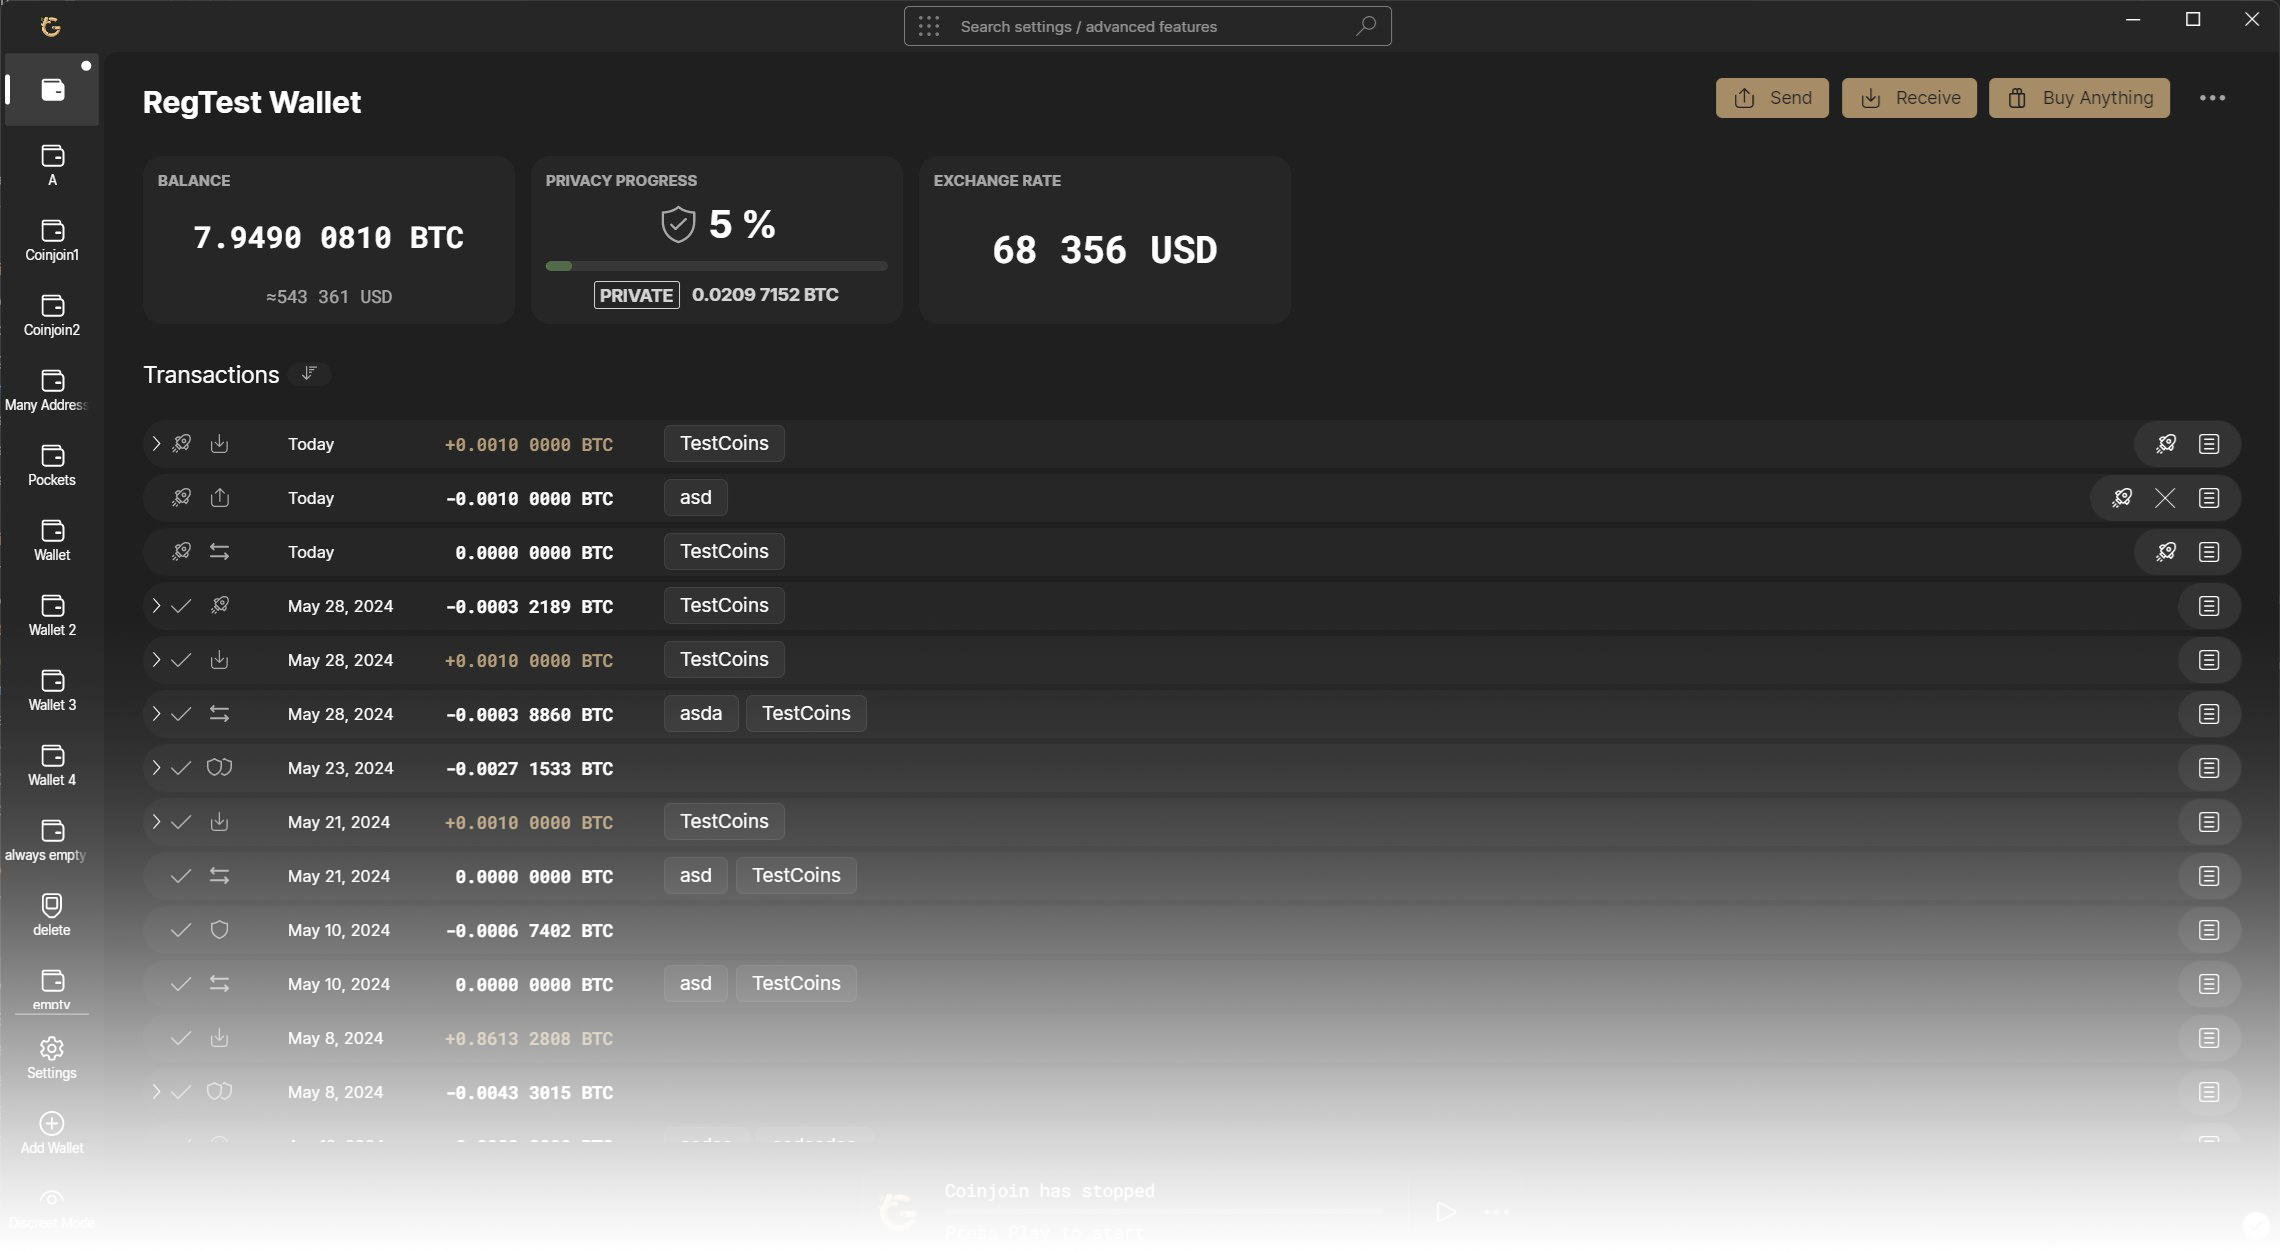 Search settings / advanced features
RegTest Wallet
Send
Receive
Buy Anything
A
Coinjoin1
Coinjoin2
Many Address
Pockets
Wallet
Wallet 2
Wallet 3
Wallet 4
always empty
delete
empty
Settings
Add Wallet
Discreet Mode
BALANCE
7.9490 0810 BTC
≈543 361 USD
PRIVACY PROGRESS
5 %
PRIVATE 0.0209 7152 BTC
EXCHANGE RATE
68 356 USD
Transactions
Today +0.0010 0000 BTC TestCoins
Today -0.0010 0000 BTC asd
Today 0.0000 0000 BTC TestCoins
May 28, 2024 -0.0003 2189 BTC TestCoins
May 28, 2024 +0.0010 0000 BTC TestCoins
May 28, 2024 -0.0003 8860 BTC asda TestCoins
May 23, 2024 -0.0027 1533 BTC
May 21, 2024 +0.0010 0000 BTC TestCoins
May 21, 2024 0.0000 0000 BTC asd TestCoins
May 10, 2024 -0.0006 7402 BTC
May 10, 2024 0.0000 0000 BTC asd TestCoins
May 8, 2024 +0.8613 2808 BTC
May 8, 2024 -0.0043 3015 BTC
Coinjoin has stopped
Press Play to start